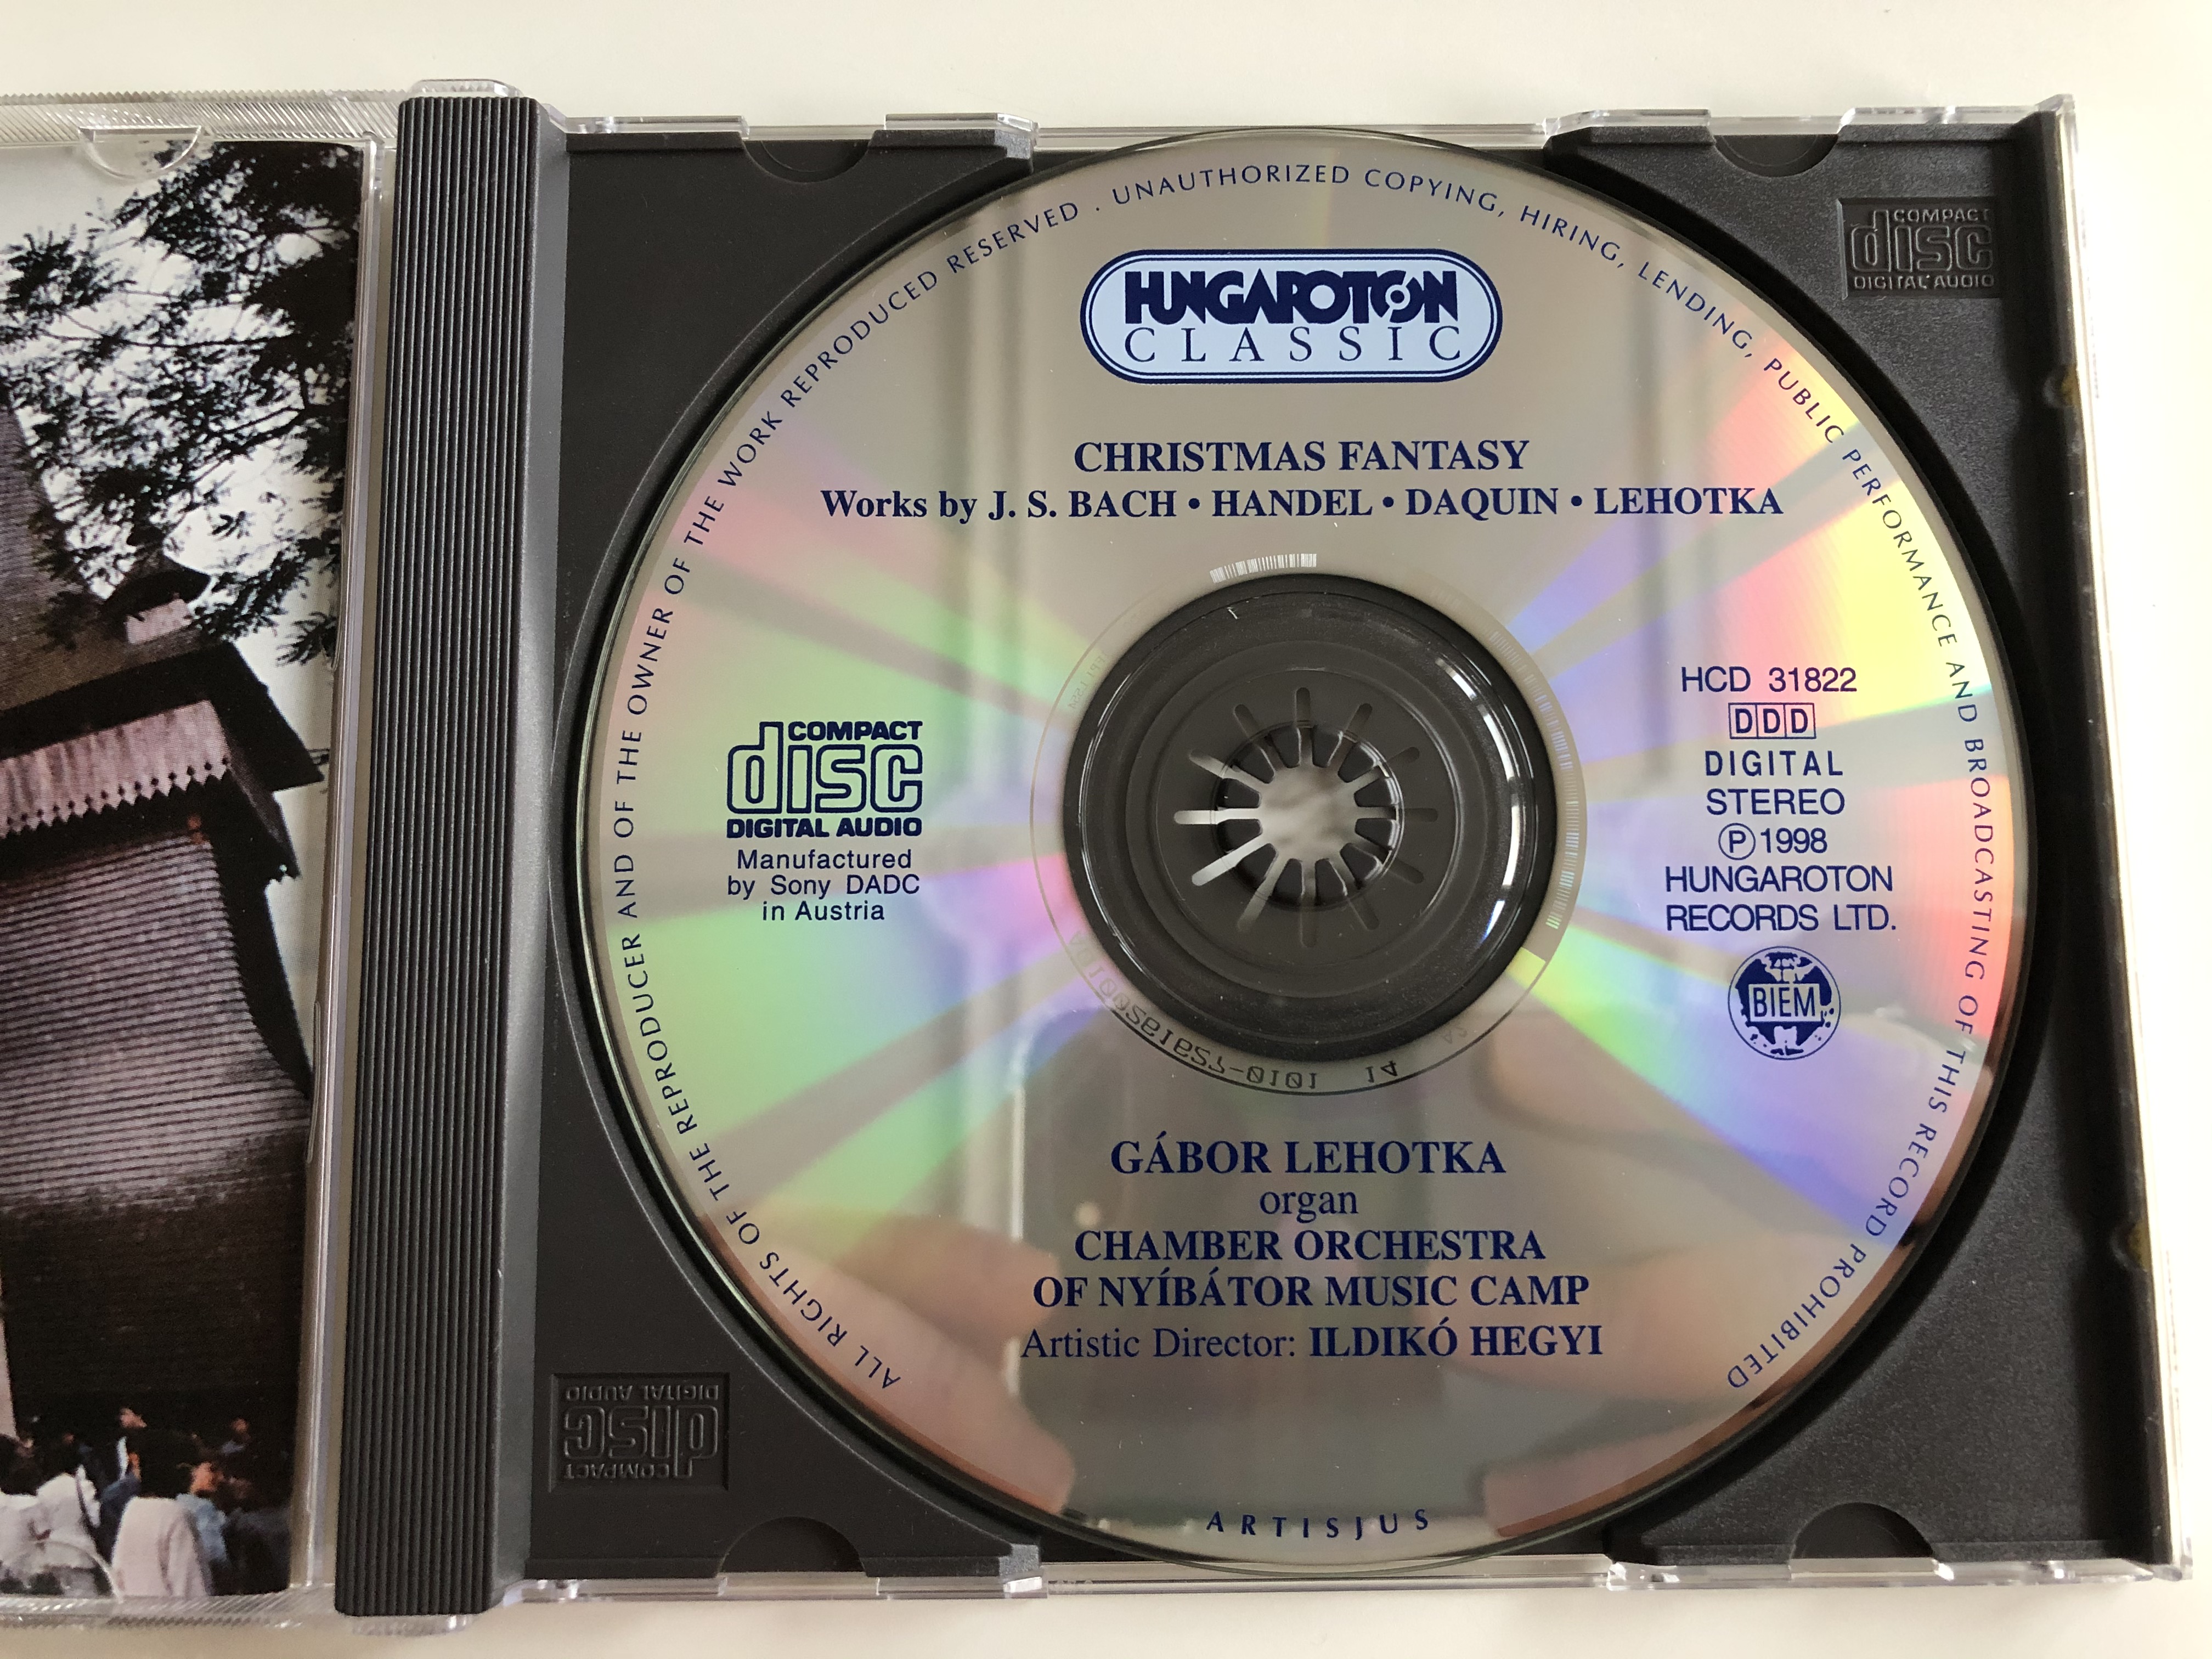 ALL RIGHTS OF THE REPRODUCER AND OF THE OWNER OF THE WORK REPRODUCED RESERVED . UNAUTHORIZED COPYING, HIRING, LENDING, PUBLIC PERFORMANCE AND BROADCASTING OF THIS RECORD PROHIBITED
HUNGAROTON
CLASSIC
COMPACT
disc
DIGITAL AUDIO
CHRISTMAS FANTASY
Works by J. S. BACH • HANDEL • DAQUIN • LEHOTKA
COMPACT
disc
DIGITAL AUDIO
Manufactured
by Sony DADC
in Austria
HCD 31822
DDD
DIGITAL
STEREO
℗ 1998
HUNGAROTON
RECORDS LTD.
BIEM
GÁBOR LEHOTKA
organ
CHAMBER ORCHESTRA
OF NYÍBÁTOR MUSIC CAMP
Artistic Director: ILDIKÓ HEGYI
COMPACT
disc
DIGITAL AUDIO
ARTISJUS